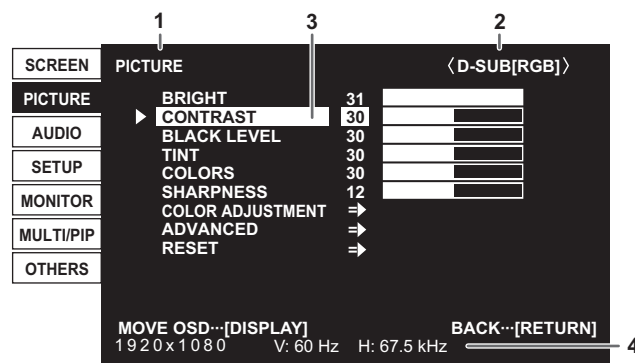 1 3 2
SCREEN
PICTURE
AUDIO
SETUP
MONITOR
MULTI/PIP
OTHERS
PICTURE 〈D-SUB[RGB]〉
BRIGHT 31
CONTRAST 30
BLACK LEVEL 30
TINT 30
COLORS 30
SHARPNESS 12
COLOR ADJUSTMENT
ADVANCED
RESET
MOVE OSD···[DISPLAY] BACK···[RETURN]
1920x1080 V: 60 Hz H: 67.5 kHz 4